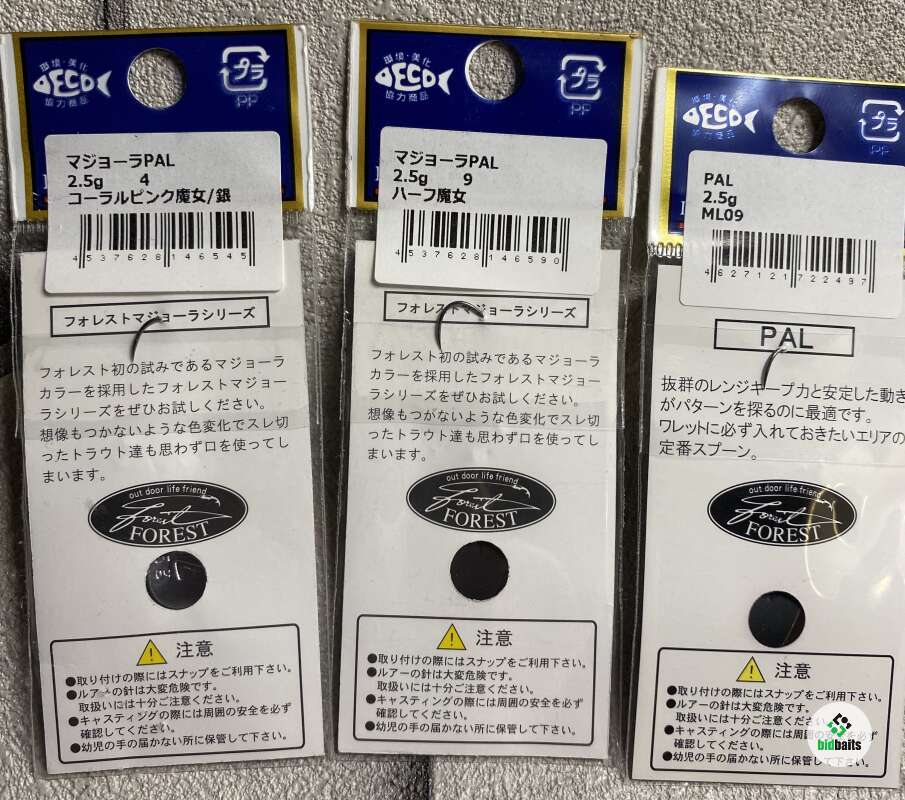 環境・美化
ECO
協力商品
プラ
PP
マジョーラPAL
2.5g 4
コーラルピンク魔女/銀
4 537628 146545
フォレストマジョーラシリーズ
フォレスト初の試みであるマジョーラ
カラーを採用したフォレストマジョー
ラシリーズをぜひお試しください。
想像もつかないような色変化でスレ切
ったトラウト達も思わず口を使ってし
まいます。
out door life friend
Forest
FOREST
注意
●取り付けの際にはスナップをご利用下さい。
●ルアーの針は大変危険です。
取扱いには十分ご注意ください。
●キャスティングの際には周囲の安全を必ず
確認してください。
●幼児の手の届かない所に保管して下さい。
環境・美化
ECO
協力商品
プラ
PP
マジョーラPAL
2.5g 9
ハーフ魔女
4 537628 146590
フォレストマジョーラシリーズ
フォレスト初の試みであるマジョーラ
カラーを採用したフォレストマジョー
ラシリーズをぜひお試しください。
想像もつかないような色変化でスレ切
ったトラウト達も思わず口を使ってし
まいます。
out door life friend
Forest
FOREST
注意
●取り付けの際にはスナップをご利用下さい。
●ルアーの針は大変危険です。
取扱いには十分ご注意ください。
●キャスティングの際には周囲の安全を必ず
確認してください。
●幼児の手の届かない所に保管して下さい。
環境・美化
ECO
協力商品
プラ
PP
PAL
2.5g
ML09
4 627121 722497
PAL
抜群のレンジキープ力と安定した動き
がパターンを探るのに最適です。
ワレットに必ず入れておきたいエリアの
定番スプーン。
out door life friend
Forest
FOREST
注意
●取り付けの際にはスナップをご利用下さい。
●ルアーの針は大変危険です。
取扱いには十分ご注意ください。
●キャスティングの際には周囲の安全を必ず
確認してください。
●幼児の手の届かない所に保管して下さい。
bidbaits